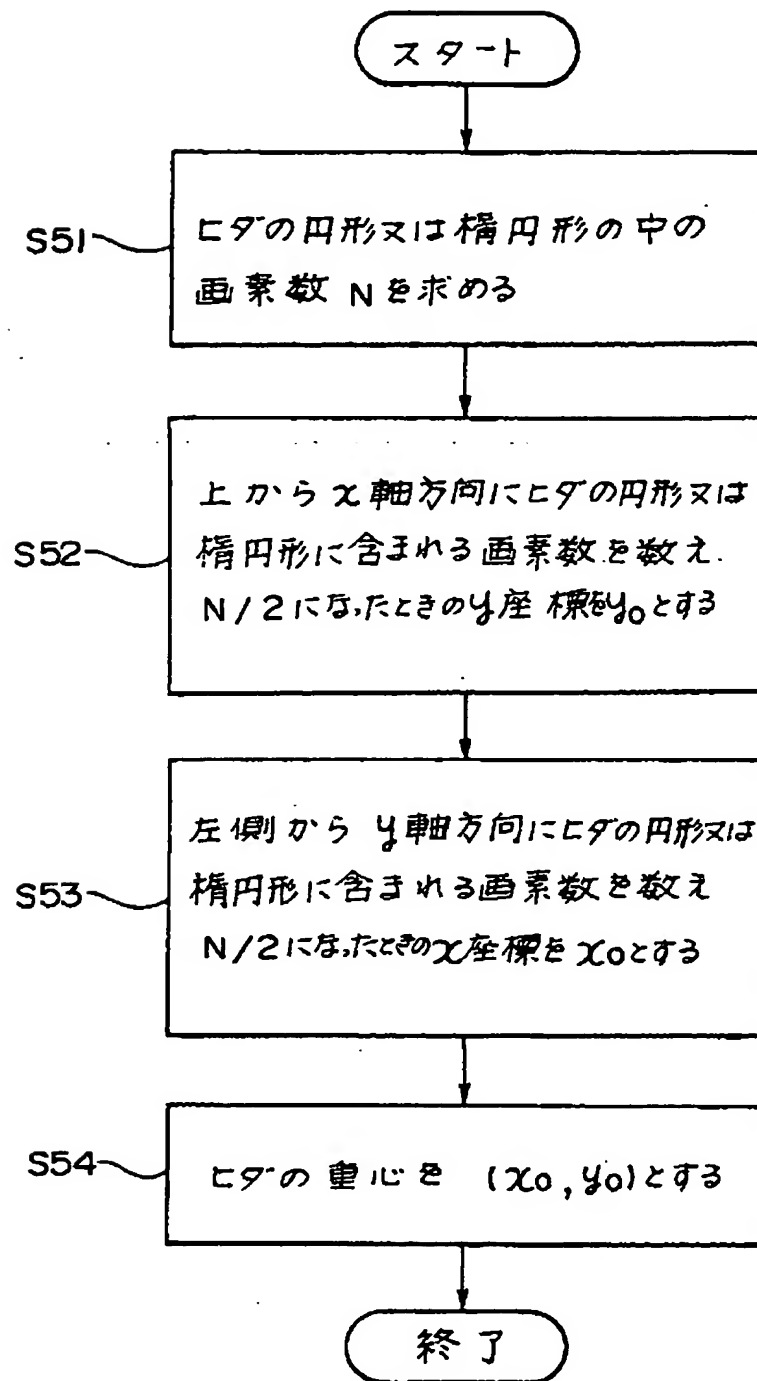 スタート
S51
ヒダの円形又は楕円形の中の
画素数 Nを求める
S52
上からx軸方向にヒダの円形又は
楕円形に含まれる画素数を数え
N/2になったときのy座標をy0とする
S53
左側からy軸方向にヒダの円形又は
楕円形に含まれる画素数を数え
N/2になったときのx座標をx0とする
S54
ヒダの重心を (x0, y0)とする
終了